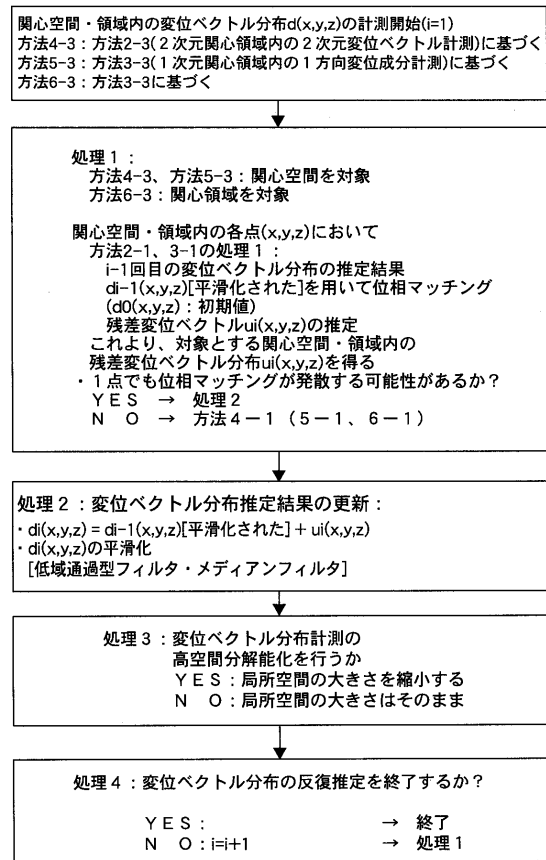 関心空間・領域内の変位ベクトル分布d(x,y,z)の計測開始(i=1)
方法4-3：方法2-3(２次元関心領域内の２次元変位ベクトル計測)に基づく
方法5-3：方法3-3(１次元関心領域内の１方向変位成分計測)に基づく
方法6-3：方法3-3に基づく
処理１：
方法4-3、方法5-3：関心空間を対象
方法6-3：関心領域を対象
関心空間・領域内の各点(x,y,z)において
方法2-1、3-1の処理１：
i-1回目の変位ベクトル分布の推定結果
di-1(x,y,z)[平滑化された]を用いて位相マッチング
(d0(x,y,z)：初期値)
残差変位ベクトルui(x,y,z)の推定
これより、対象とする関心空間・領域内の
残差変位ベクトル分布ui(x,y,z)を得る
・１点でも位相マッチングが発散する可能性があるか？
ＹＥＳ → 処理２
Ｎ Ｏ → 方法４－１（５－１、６－１）
処理２：変位ベクトル分布推定結果の更新：
・di(x,y,z) = di-1(x,y,z)[平滑化された] + ui(x,y,z)
・di(x,y,z)の平滑化
[低域通過型フィルタ・メディアンフィルタ]
処理３：変位ベクトル分布計測の
高空間分解能化を行うか
ＹＥＳ：局所空間の大きさを縮小する
Ｎ Ｏ：局所空間の大きさはそのまま
処理４：変位ベクトル分布の反復推定を終了するか？
ＹＥＳ： → 終了
Ｎ Ｏ：i=i+1 → 処理１